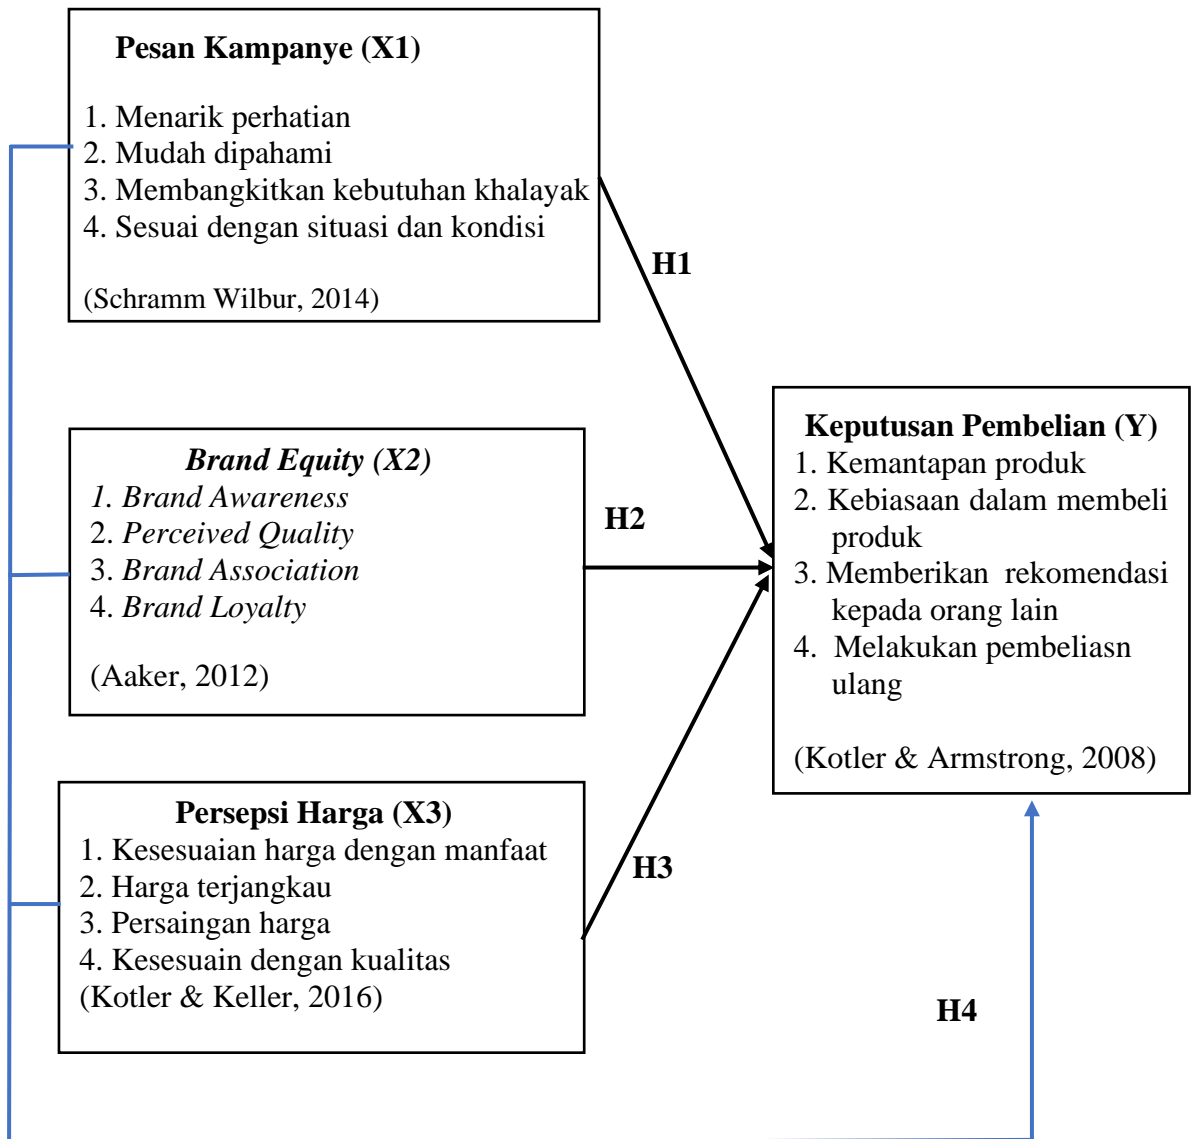 Pesan Kampanye (X1)
1. Menarik perhatian
2. Mudah dipahami
3. Membangkitkan kebutuhan khalayak
4. Sesuai dengan situasi dan kondisi
(Schramm Wilbur, 2014)
H1
Brand Equity (X2)
1. Brand Awareness
2. Perceived Quality
3. Brand Association
4. Brand Loyalty
(Aaker, 2012)
H2
Persepsi Harga (X3)
1. Kesesuaian harga dengan manfaat
2. Harga terjangkau
3. Persaingan harga
4. Kesesuain dengan kualitas
(Kotler & Keller, 2016)
H3
Keputusan Pembelian (Y)
1. Kemantapan produk
2. Kebiasaan dalam membeli
produk
3. Memberikan rekomendasi
kepada orang lain
4. Melakukan pembeliasn
ulang
(Kotler & Armstrong, 2008)
H4